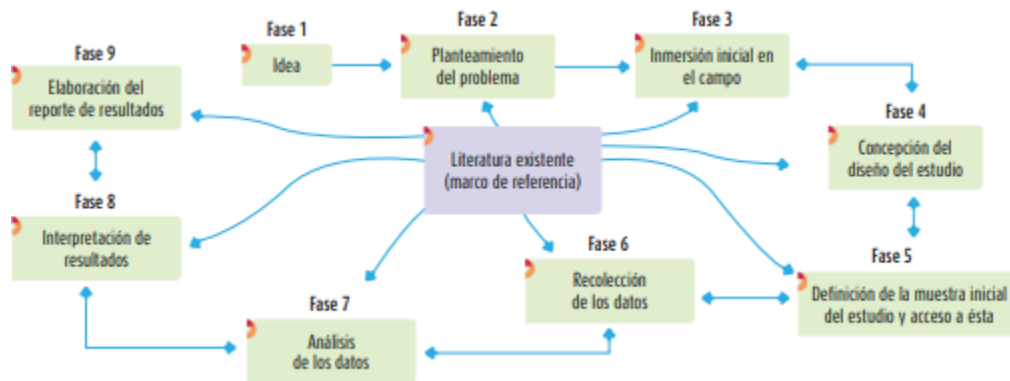 Fase 1
Idea
Fase 2
Planteamiento
del problema
Fase 3
Inmersión inicial en
el campo
Fase 4
Concepción del
diseño del estudio
Fase 5
Definición de la muestra inicial
del estudio y acceso a ésta
Fase 6
Recolección
de los datos
Fase 7
Análisis
de los datos
Fase 8
Interpretación de
resultados
Fase 9
Elaboración del
reporte de resultados
Literatura existente
(marco de referencia)